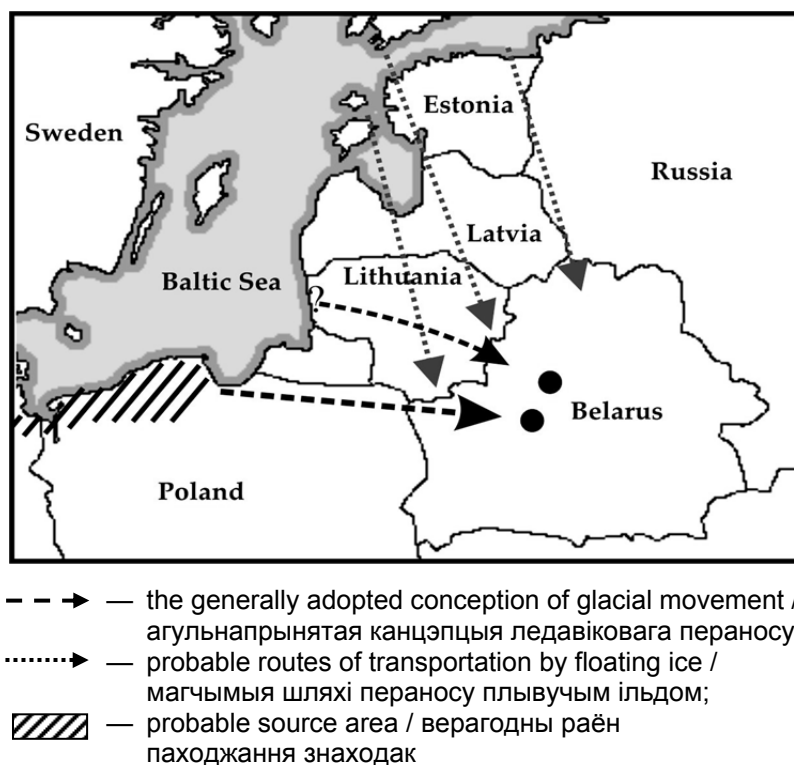 Estonia
Sweden
Russia
Latvia
Baltic Sea
Lithuania
?
Belarus
Poland
— the generally adopted conception of glacial movement /
агульнапрынятая канцэпцыя ледавіковага пераносу
— probable routes of transportation by floating ice /
магчымыя шляхі пераносу плывучым ільдом;
— probable source area / верагодны раён
паходжання знаходак